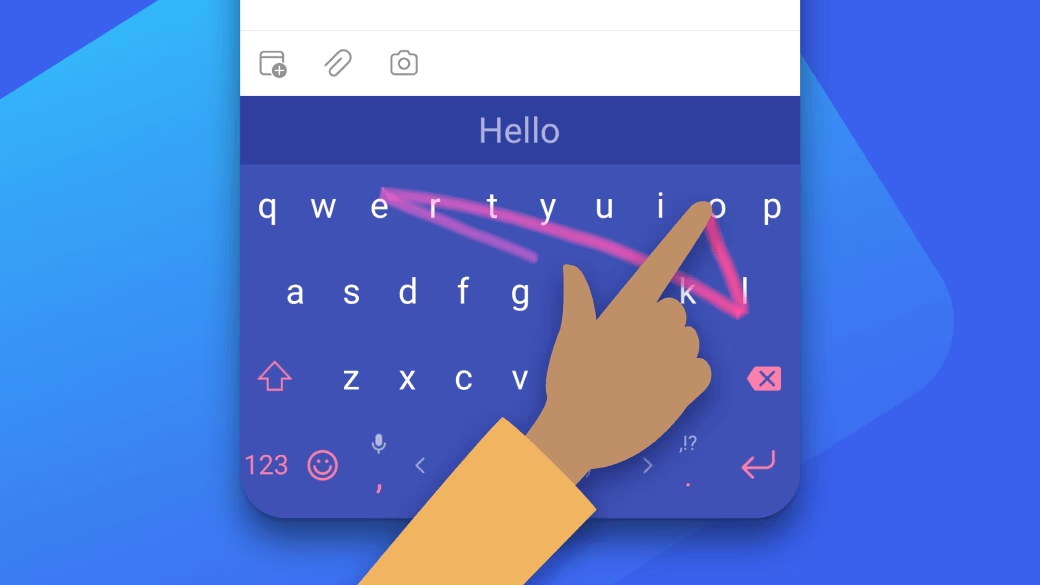 Hello
q w e r t y u i o p
a s d f g k l
z x c v
,!?
123 , < > .